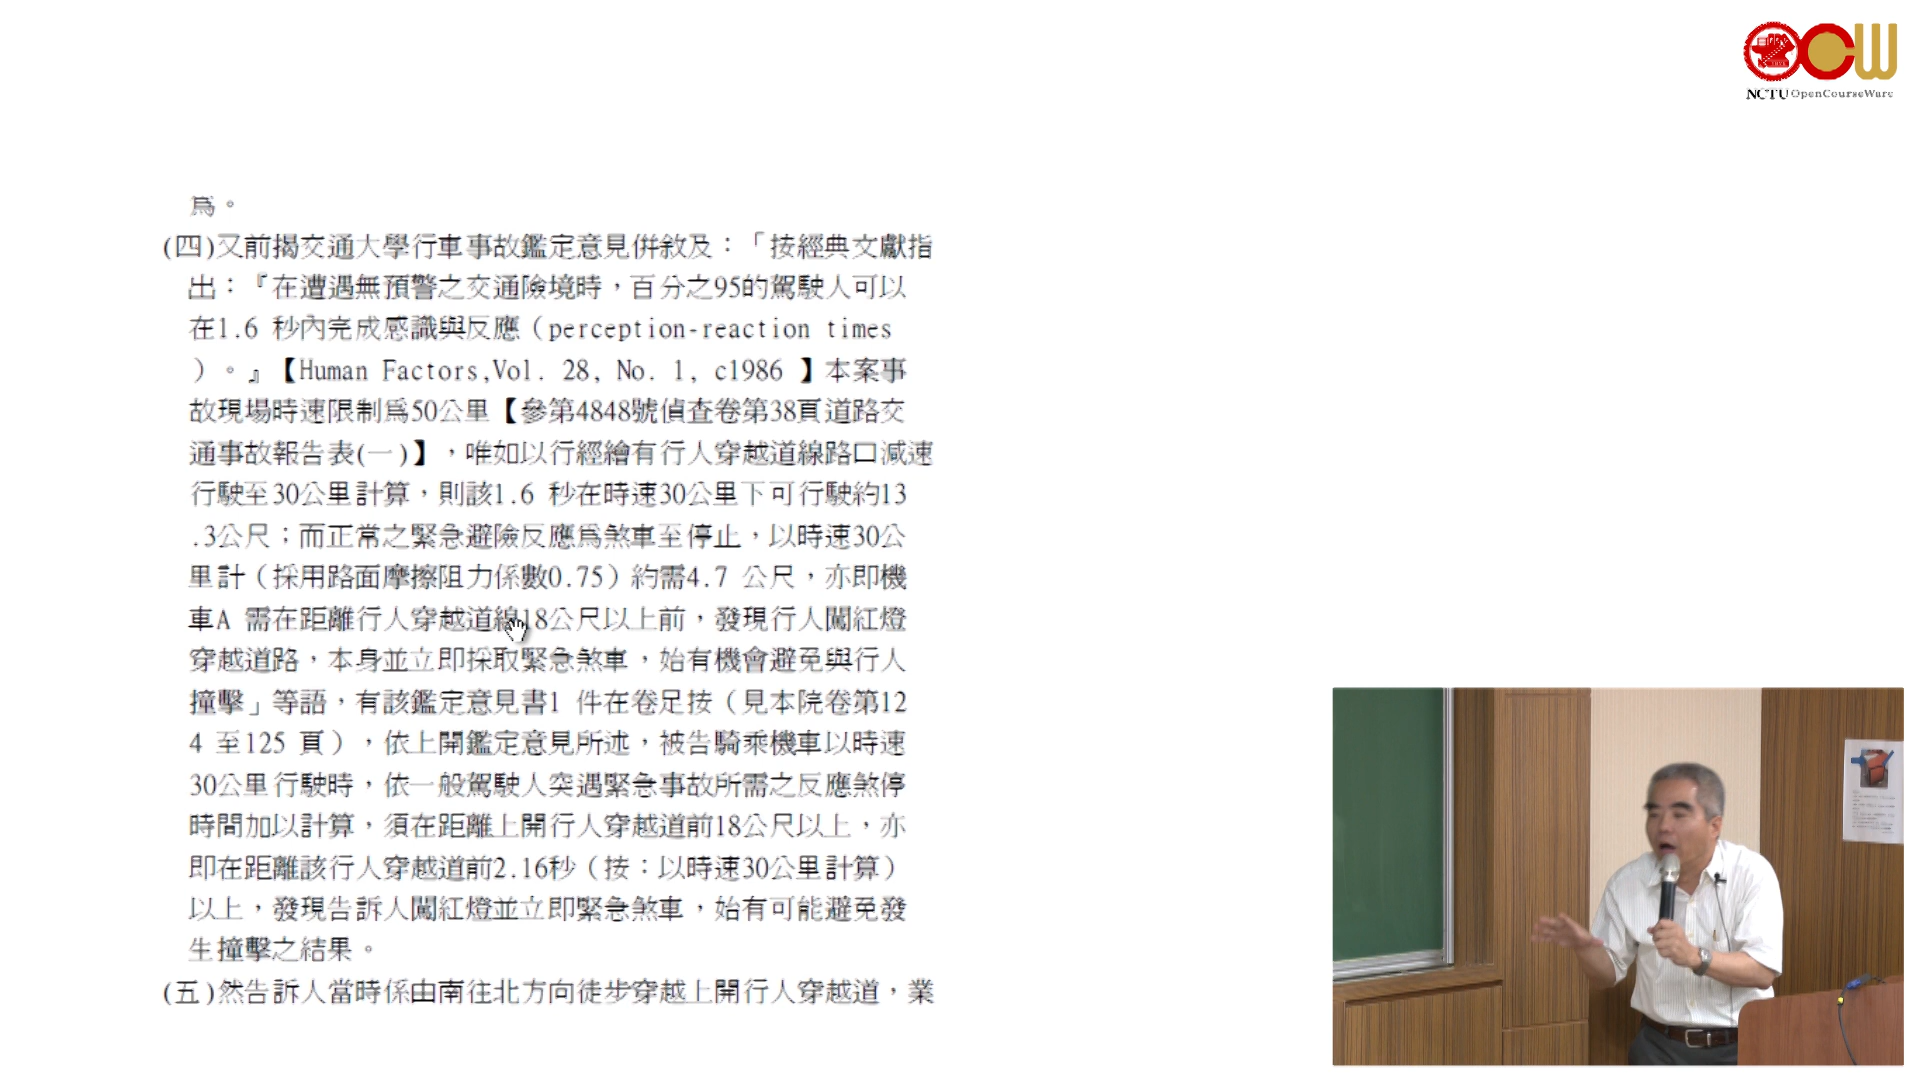 NCTU OpenCourseWare
為。
(四)又前揭交通大學行車事故鑑定意見併敘及：「按經典文獻指
出：『在遭遇無預警之交通險境時，百分之95的駕駛人可以
在1.6 秒內完成感識與反應（perception-reaction times
）。』【Human Factors,Vol. 28, No. 1, c1986 】本案事
故現場時速限制為50公里【參第4848號偵查卷第38頁道路交
通事故報告表(一)】，唯如以行經繪有行人穿越道線路口減速
行駛至30公里計算，則該1.6 秒在時速30公里下可行駛約13
.3公尺；而正常之緊急避險反應為煞車至停止，以時速30公
里計（採用路面摩擦阻力係數0.75）約需4.7 公尺，亦即機
車A 需在距離行人穿越道線18公尺以上前，發現行人闖紅燈
穿越道路，本身並立即採取緊急煞車，始有機會避免與行人
撞擊」等語，有該鑑定意見書1 件在卷足按（見本院卷第12
4 至125 頁），依上開鑑定意見所述，被告騎乘機車以時速
30公里行駛時，依一般駕駛人突遇緊急事故所需之反應煞停
時間加以計算，須在距離上開行人穿越道前18公尺以上，亦
即在距離該行人穿越道前2.16秒（按：以時速30公里計算）
以上，發現告訴人闖紅燈並立即緊急煞車，始有可能避免發
生撞擊之結果。
(五)然告訴人當時係由南往北方向徒步穿越上開行人穿越道，業